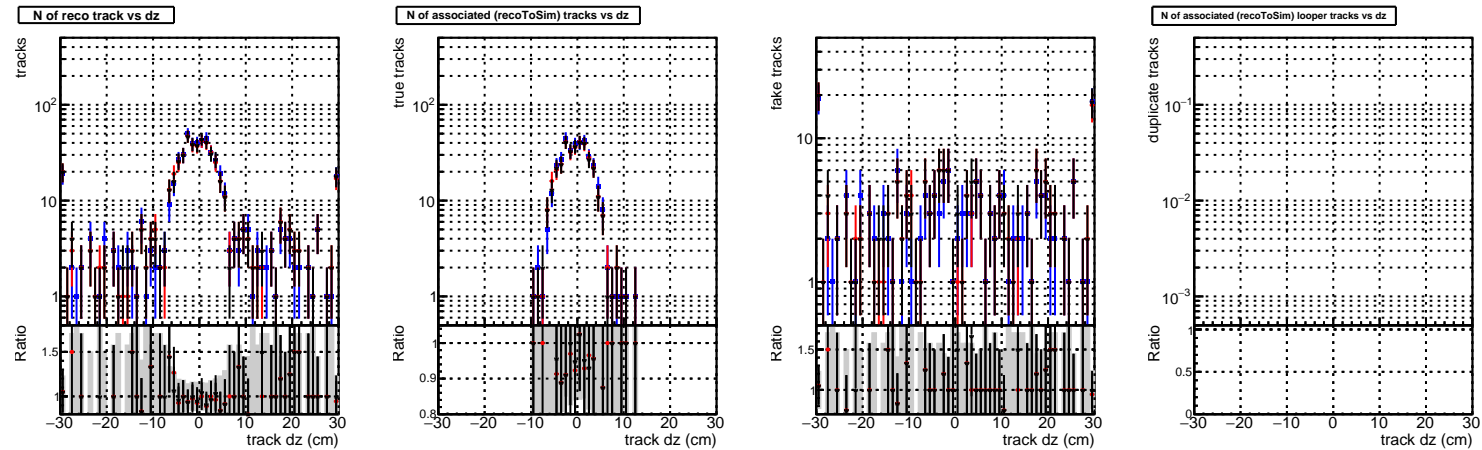 N of reco track vs dz
tracks
10²
10
1
Ratio
1.5
1
−30 −20 −10 0 10 20 30
track dz (cm)
N of associated (recoToSim) tracks vs dz
true tracks
10²
10
1
Ratio
1
0.9
0.8
−30 −20 −10 0 10 20 30
track dz (cm)
fake tracks
10
1
Ratio
1.5
1
−30 −20 −10 0 10 20 30
track dz (cm)
N of associated (recoToSim) looper tracks vs dz
duplicate tracks
10⁻¹
10⁻²
10⁻³
Ratio
1
0.5
0
−30 −20 −10 0 10 20 30
track dz (cm)